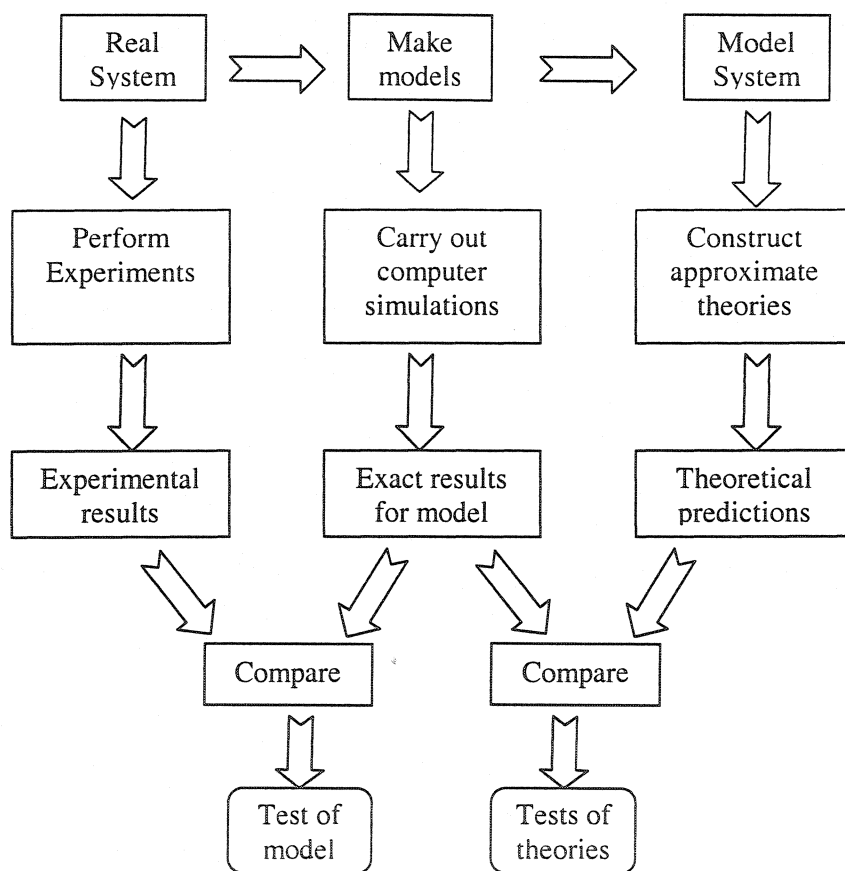 Real
System
Make
models
Model
System
Perform
Experiments
Carry out
computer
simulations
Construct
approximate
theories
Experimental
results
Exact results
for model
Theoretical
predictions
Compare
Compare
Test of
model
Tests of
theories